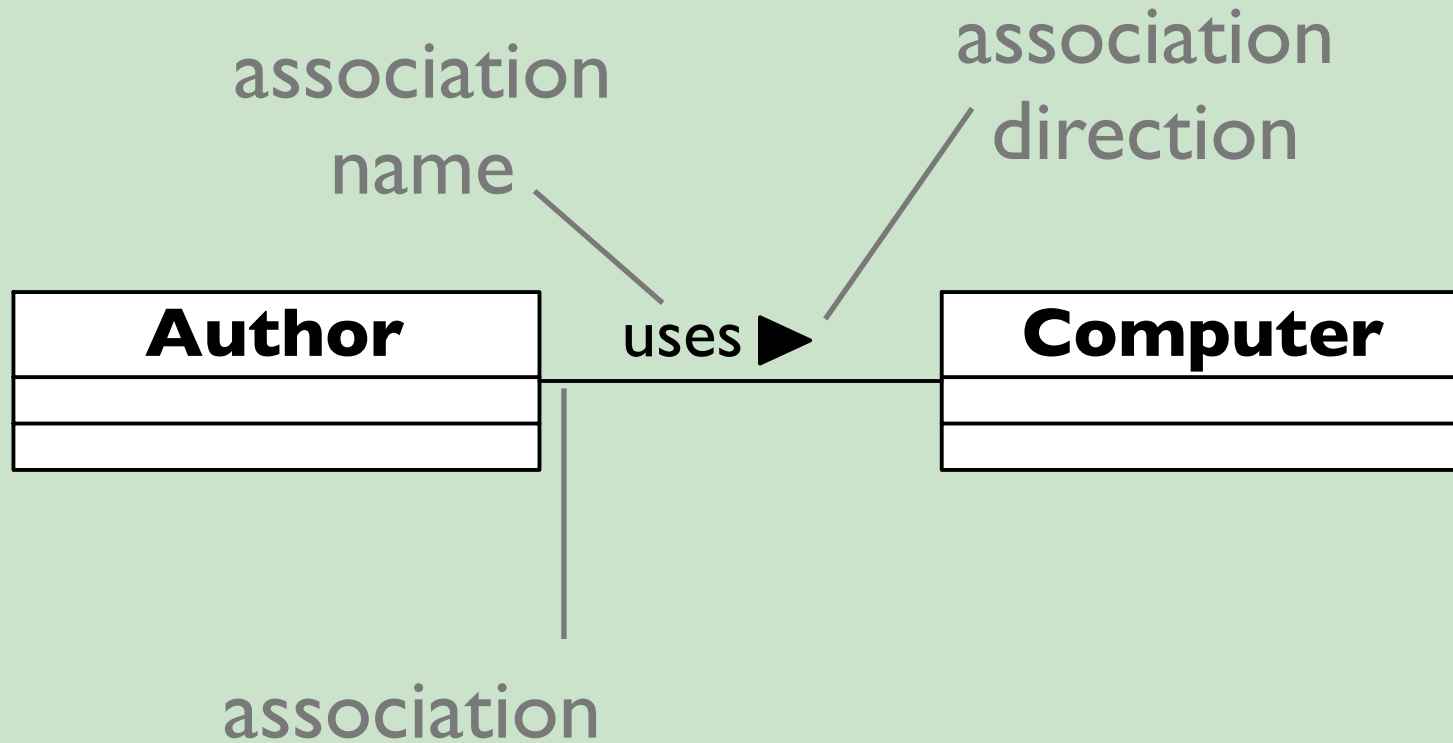 association
name
association
direction
Author
uses
Computer
association